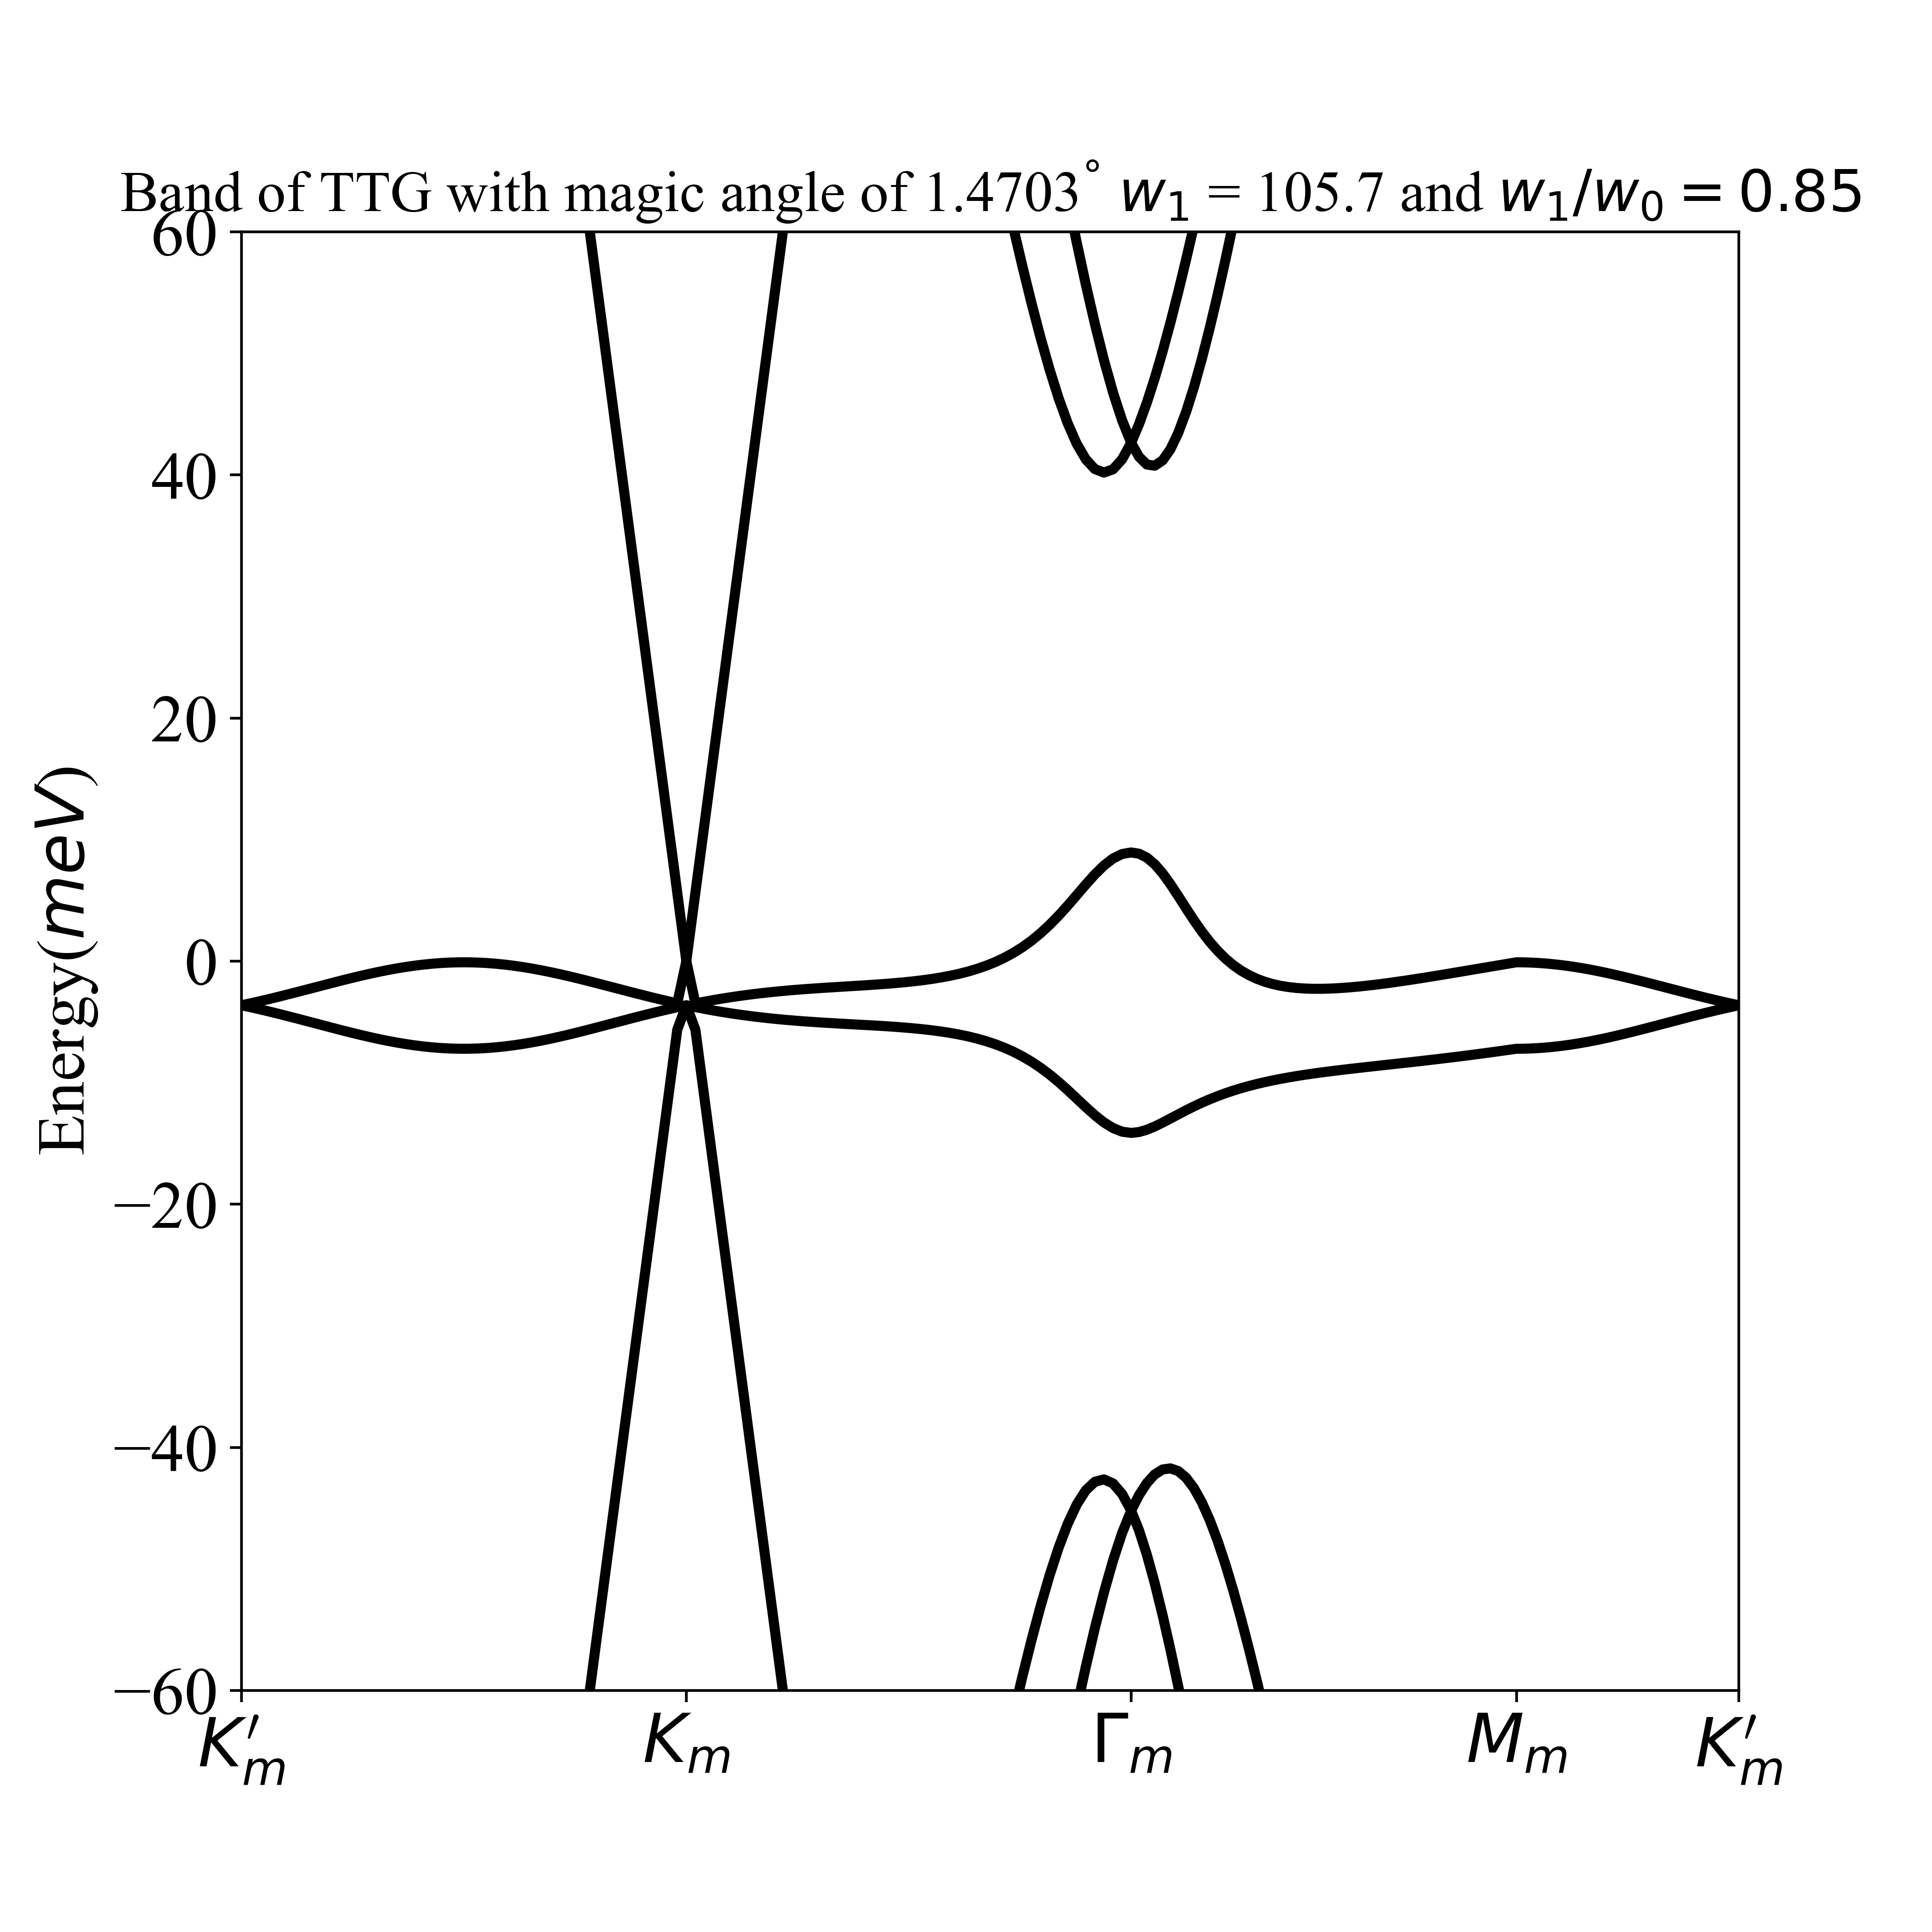 Band of TTG with magic angle of 1.4703° w₁ = 105.7 and w₁/w₀ = 0.85
60
40
20
0
−20
−40
−60
Energy(meV)
K′ₘ Kₘ Γₘ Mₘ K′ₘ